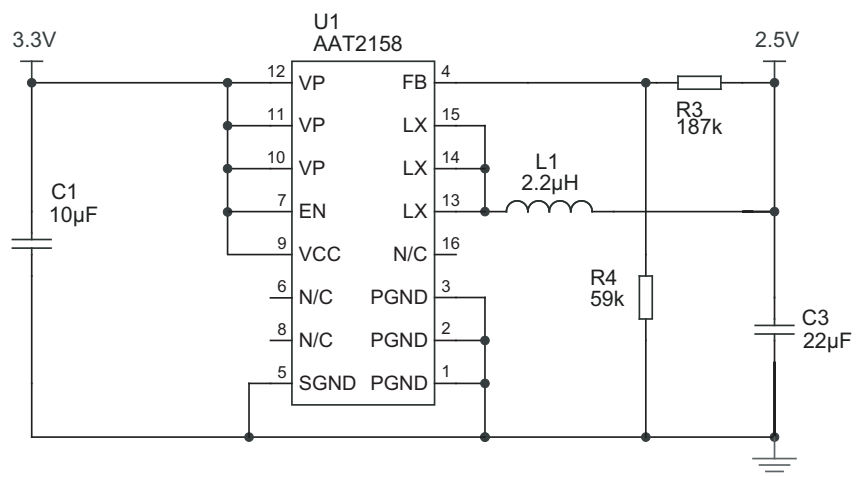 U1
AAT2158
3.3V
2.5V
12 VP
FB 4
R3
187k
11 VP
LX 15
10 VP
LX 14
L1
2.2µH
C1
10µF
7 EN
LX 13
9 VCC
N/C 16
R4
59k
6 N/C
PGND 3
C3
22µF
8 N/C
PGND 2
5 SGND
PGND 1